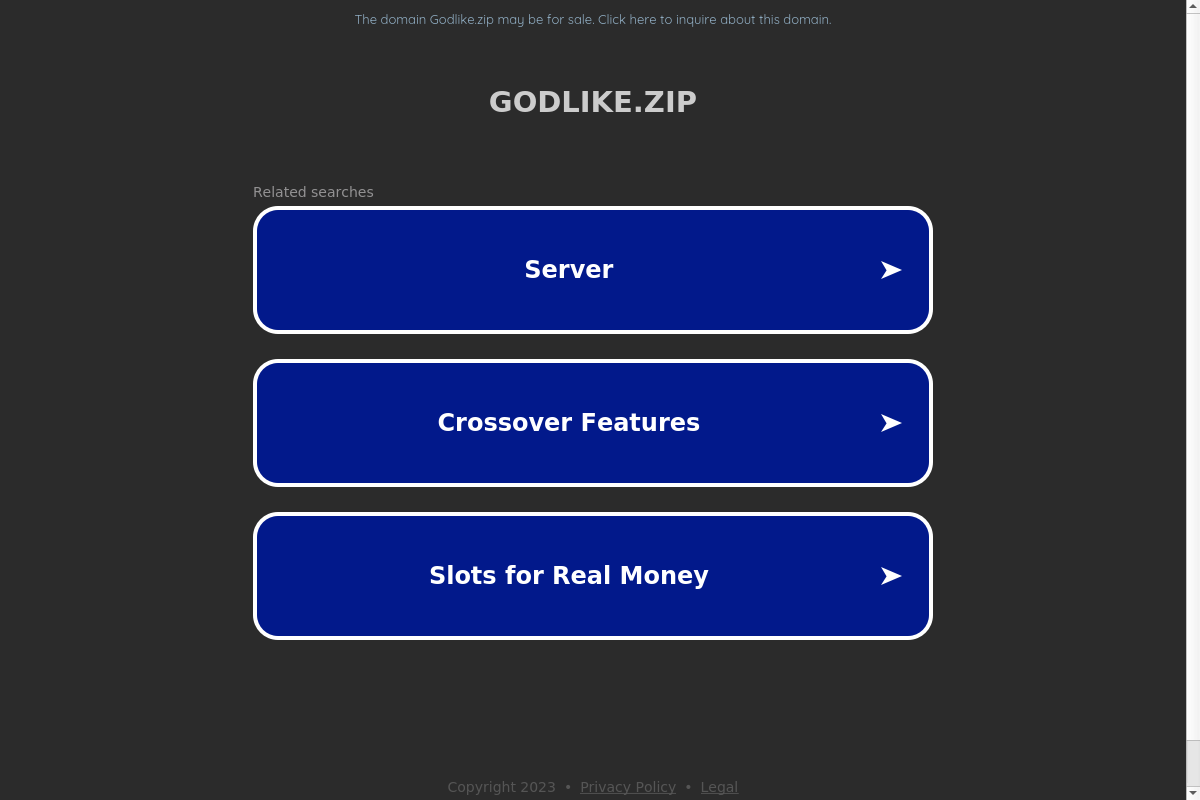 The domain Godlike.zip may be for sale. Click here to inquire about this domain.
GODLIKE.ZIP
Related searches
Server
Crossover Features
Slots for Real Money
Copyright 2023 • Privacy Policy • Legal